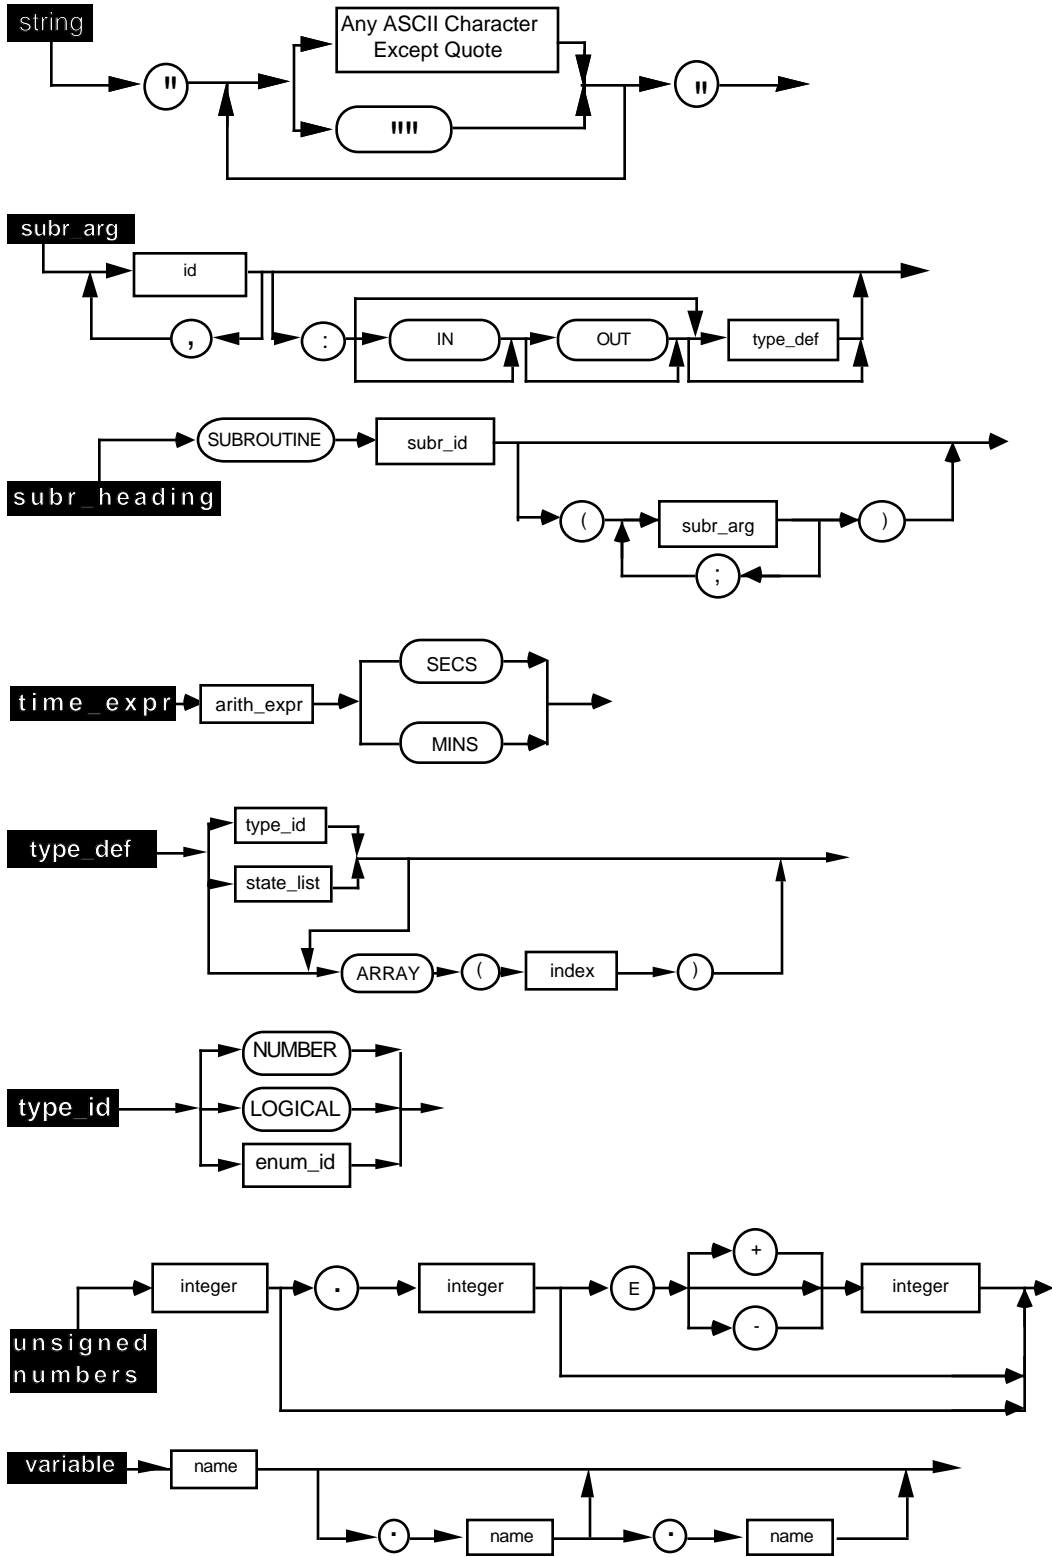 string
Any ASCII Character
Except Quote
"
"
""
subr_arg
id
,
:
IN
OUT
type_def
SUBROUTINE
subr_id
subr_heading
(
subr_arg
)
;
time_expr
arith_expr
SECS
MINS
type_def
type_id
state_list
ARRAY
(
index
)
type_id
NUMBER
LOGICAL
enum_id
+
integer
.
integer
E
integer
-
unsigned
numbers
variable
name
.
name
.
name